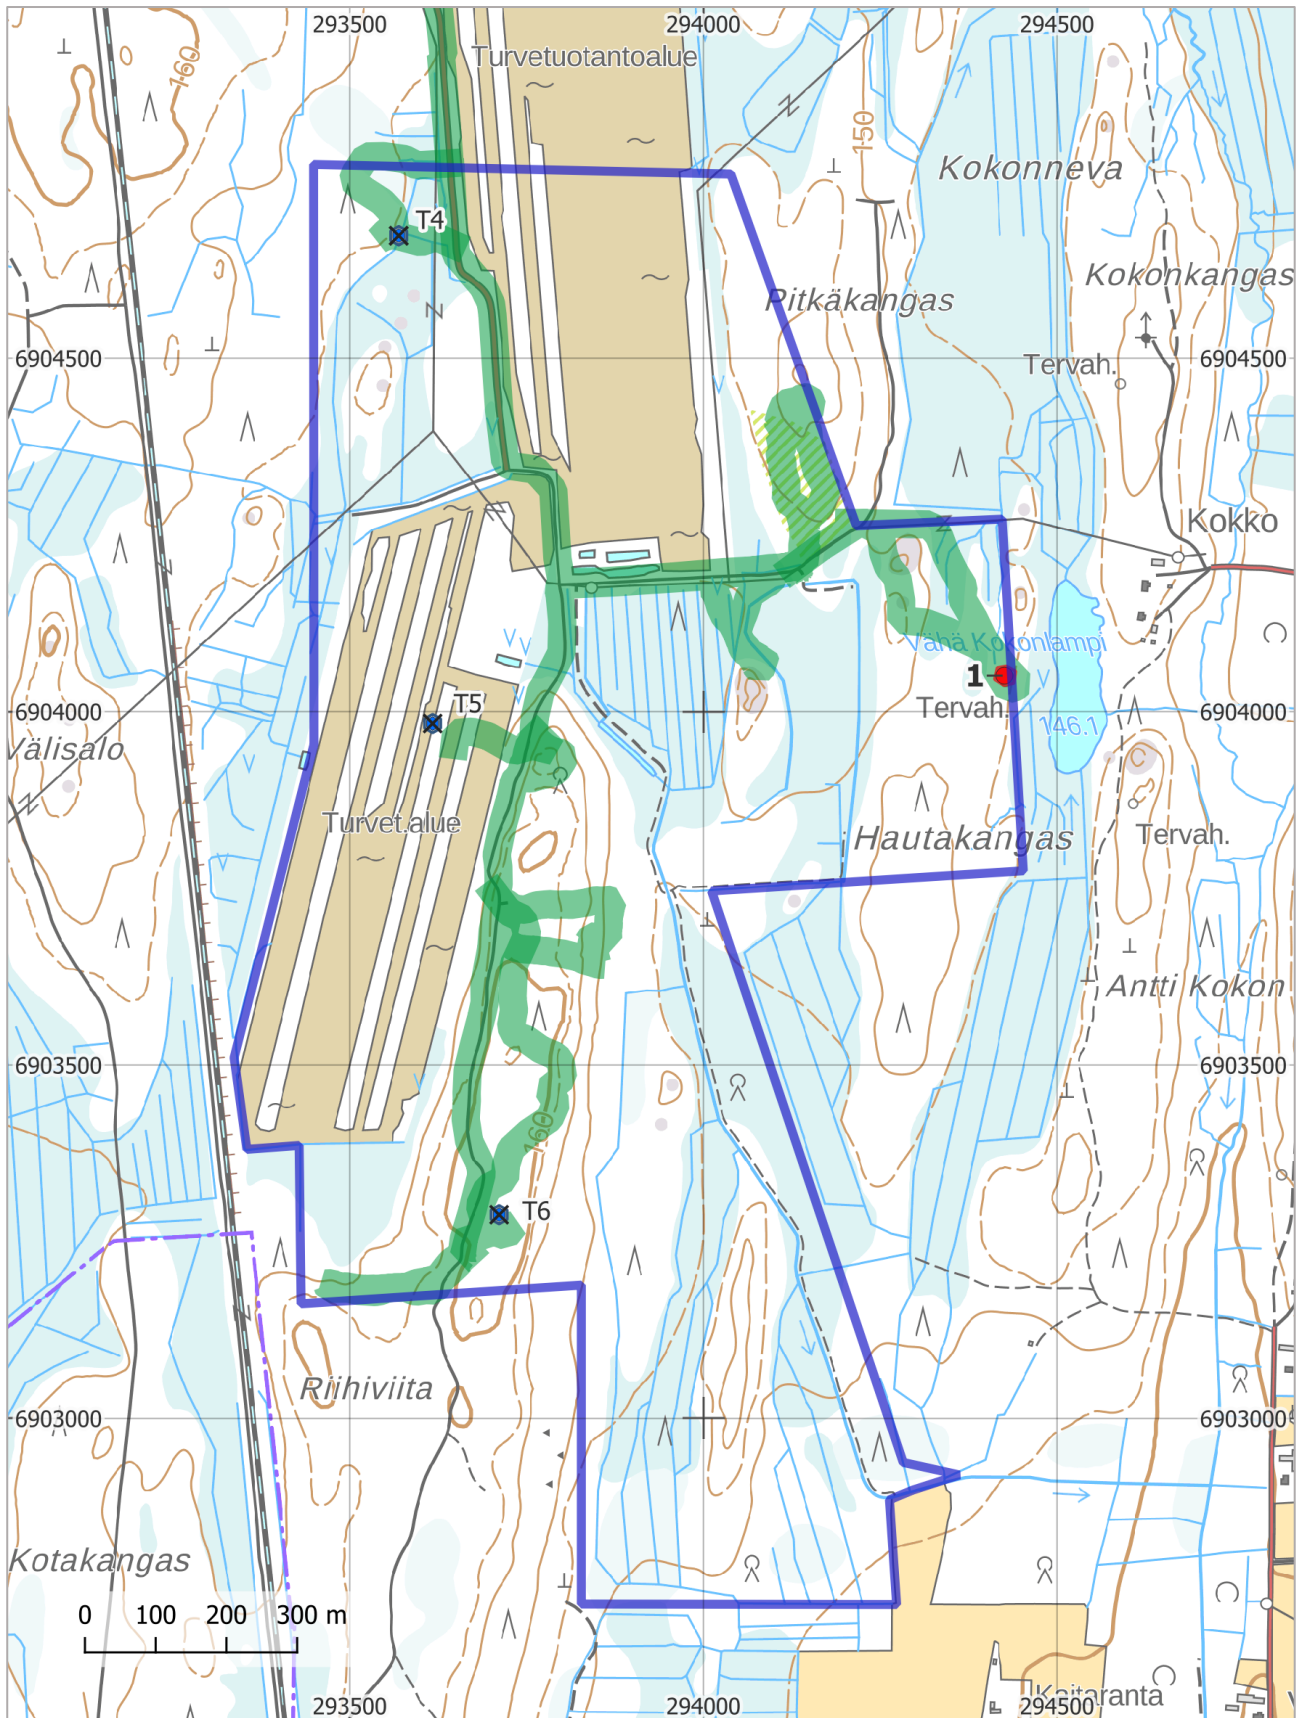 293500
294000
294500
Turvetuotantoalue
160
150
Kokonneva
T4
Kokonkangas
Pitkäkangas
6904500
6904500
Tervah.
Kokko
Vähä Kokonlampi
1
T5
Tervah.
6904000
6904000
146.1
Välisalo
Turvet.alue
Hautakangas
Tervah.
Antti Kokon
6903500
6903500
160
T6
Riihiviita
6903000
6903000
Kotakangas
0 100 200 300 m
Kaitaranta
293500
294000
294500